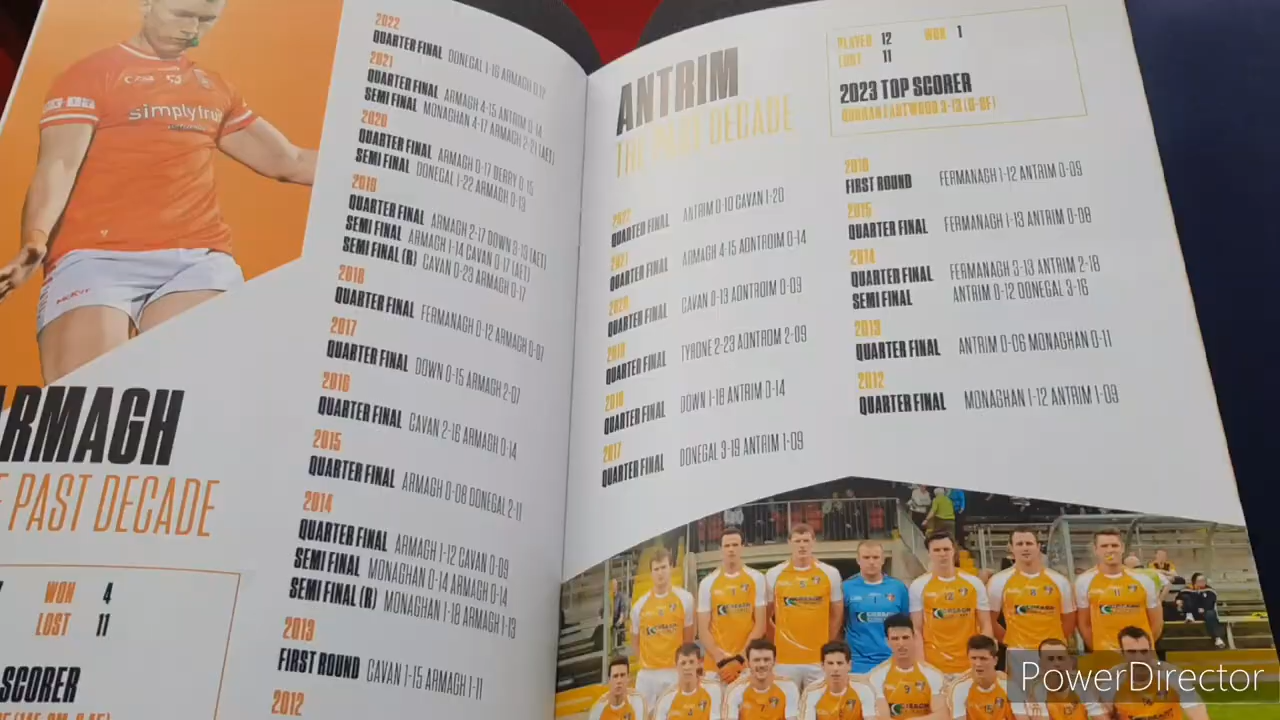 simplyfruit
2022
QUARTER FINAL DONEGAL 1-16 ARMAGH 0-12
2021
QUARTER FINAL ARMAGH 4-15 ANTRIM 0-14
SEMI FINAL MONAGHAN 4-17 ARMAGH 2-21 (AET)
2020
QUARTER FINAL ARMAGH 0-17 DERRY 0-15
SEMI FINAL DONEGAL 1-22 ARMAGH 0-13
2019
QUARTER FINAL ARMAGH 2-17 DOWN 3-13 (AET)
SEMI FINAL ARMAGH 1-14 CAVAN 0-17 (AET)
SEMI FINAL (R) CAVAN 0-23 ARMAGH 0-17
2018
QUARTER FINAL FERMANAGH 0-12 ARMAGH 0-07
2017
QUARTER FINAL DOWN 0-15 ARMAGH 2-07
2016
QUARTER FINAL CAVAN 2-16 ARMAGH 0-14
2015
QUARTER FINAL ARMAGH 0-08 DONEGAL 2-11
2014
QUARTER FINAL ARMAGH 1-12 CAVAN 0-09
SEMI FINAL MONAGHAN 0-14 ARMAGH 0-14
SEMI FINAL (R) MONAGHAN 1-18 ARMAGH 1-13
2013
FIRST ROUND CAVAN 1-15 ARMAGH 1-11
2012
ARMAGH
PAST DECADE
WON 4
LOST 11
SCORER
ANTRIM
THE PAST DECADE
PLAYED 12 WON 1
LOST 11
2023 TOP SCORER
EASTWOOD 3-13
QUARTER FINAL ANTRIM 0-10 CAVAN 1-20
2021
QUARTER FINAL ARMAGH 4-15 AONTROIM 0-14
2020
QUARTER FINAL CAVAN 0-13 AONTROIM 0-09
2019
QUARTER FINAL TYRONE 2-23 AONTROM 2-09
2018
QUARTER FINAL DOWN 1-18 ANTRIM 0-14
2017
QUARTER FINAL DONEGAL 3-19 ANTRIM 1-09
2016
FIRST ROUND FERMANAGH 1-12 ANTRIM 0-09
2015
QUARTER FINAL FERMANAGH 1-13 ANTRIM 0-08
2014
QUARTER FINAL FERMANAGH 3-13 ANTRIM 2-18
SEMI FINAL ANTRIM 0-12 DONEGAL 3-16
2013
QUARTER FINAL ANTRIM 0-06 MONAGHAN 0-11
2012
QUARTER FINAL MONAGHAN 1-12 ANTRIM 1-09
CREAGH
PowerDirector